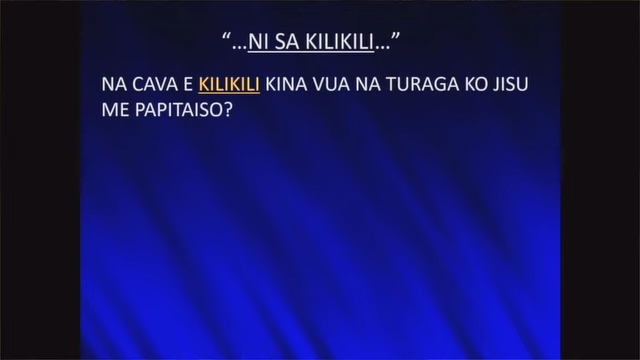 “...NI SA KILIKILI...”
NA CAVA E KILIKILI KINA VUA NA TURAGA KO JISU
ME PAPITAISO?